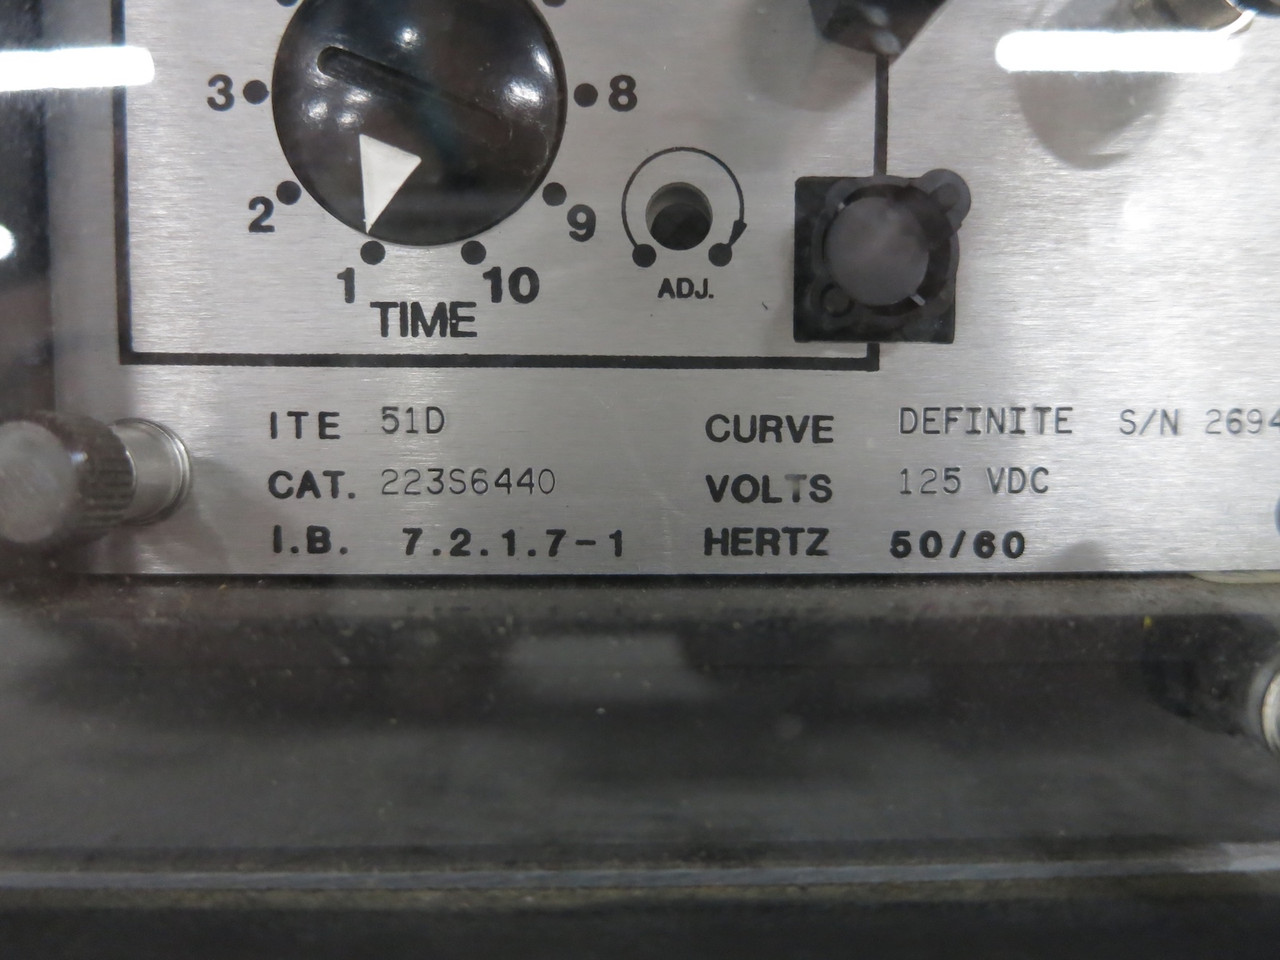 3 8
2 9
1 10
TIME
ADJ.
ITE 51D CURVE DEFINITE S/N 2694
CAT. 223S6440 VOLTS 125 VDC
I.B. 7.2.1.7-1 HERTZ 50/60